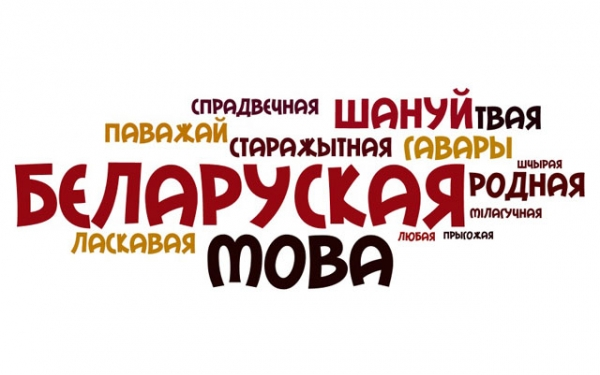 СПРАДВЕЧНАЯ
ШАНУЙ ТВАЯ
ПАВАЖАЙ
СТАРАЖЫТНАЯ ГАВАРЫ
ШЧЫРАЯ
БЕЛАРУСКАЯ РОДНАЯ
МІЛАГУЧНАЯ
ЛАСКАВАЯ
МОВА
ЛЮБАЯ ПРЫГОЖАЯ